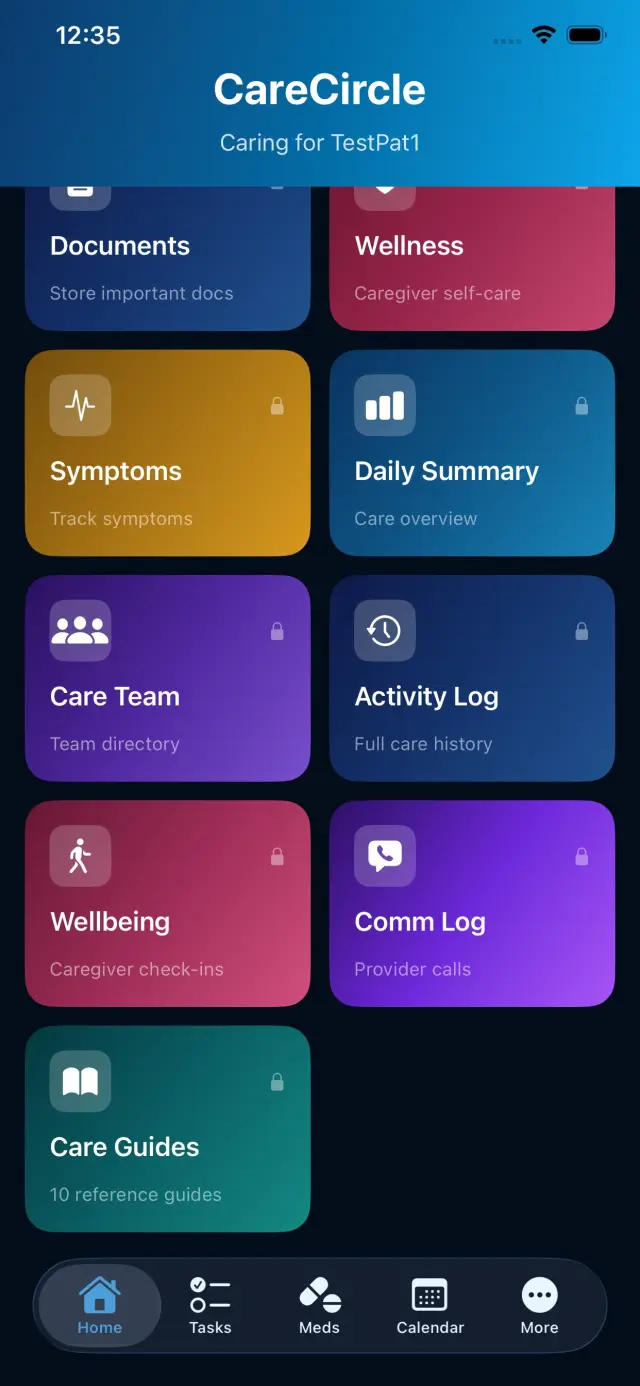 12:35
CareCircle
Caring for TestPat1
Documents
Store important docs
Wellness
Caregiver self-care
Symptoms
Track symptoms
Daily Summary
Care overview
Care Team
Team directory
Activity Log
Full care history
Wellbeing
Caregiver check-ins
Comm Log
Provider calls
Care Guides
10 reference guides
Home
Tasks
Meds
Calendar
More